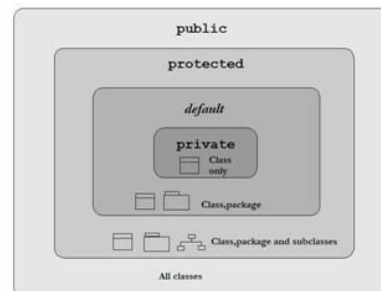 public
protected
default
private
Class
only
Class,package
Class,package and subclasses
All classes